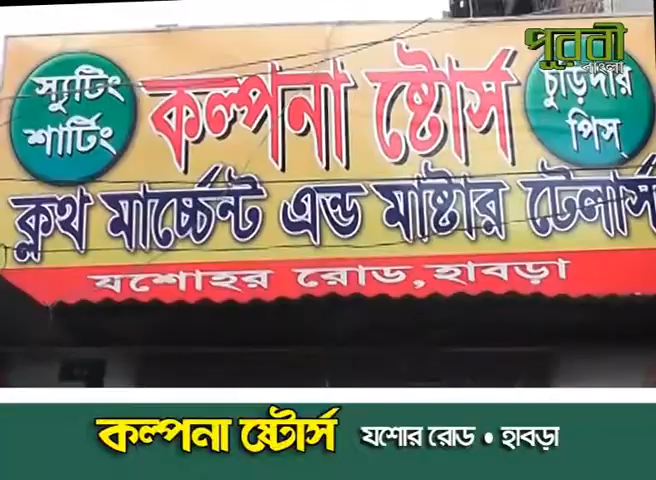 পূরবী
বাংলা
স্যুটিং
শার্টিং
কল্পনা ষ্টোর্স
চুড়িদার
পিস্
ক্লথ মার্চ্চেন্ট এন্ড মাষ্টার টেলার্স
যশোহর রোড, হাবড়া
কল্পনা ষ্টোর্স যশোর রোড • হাবড়া